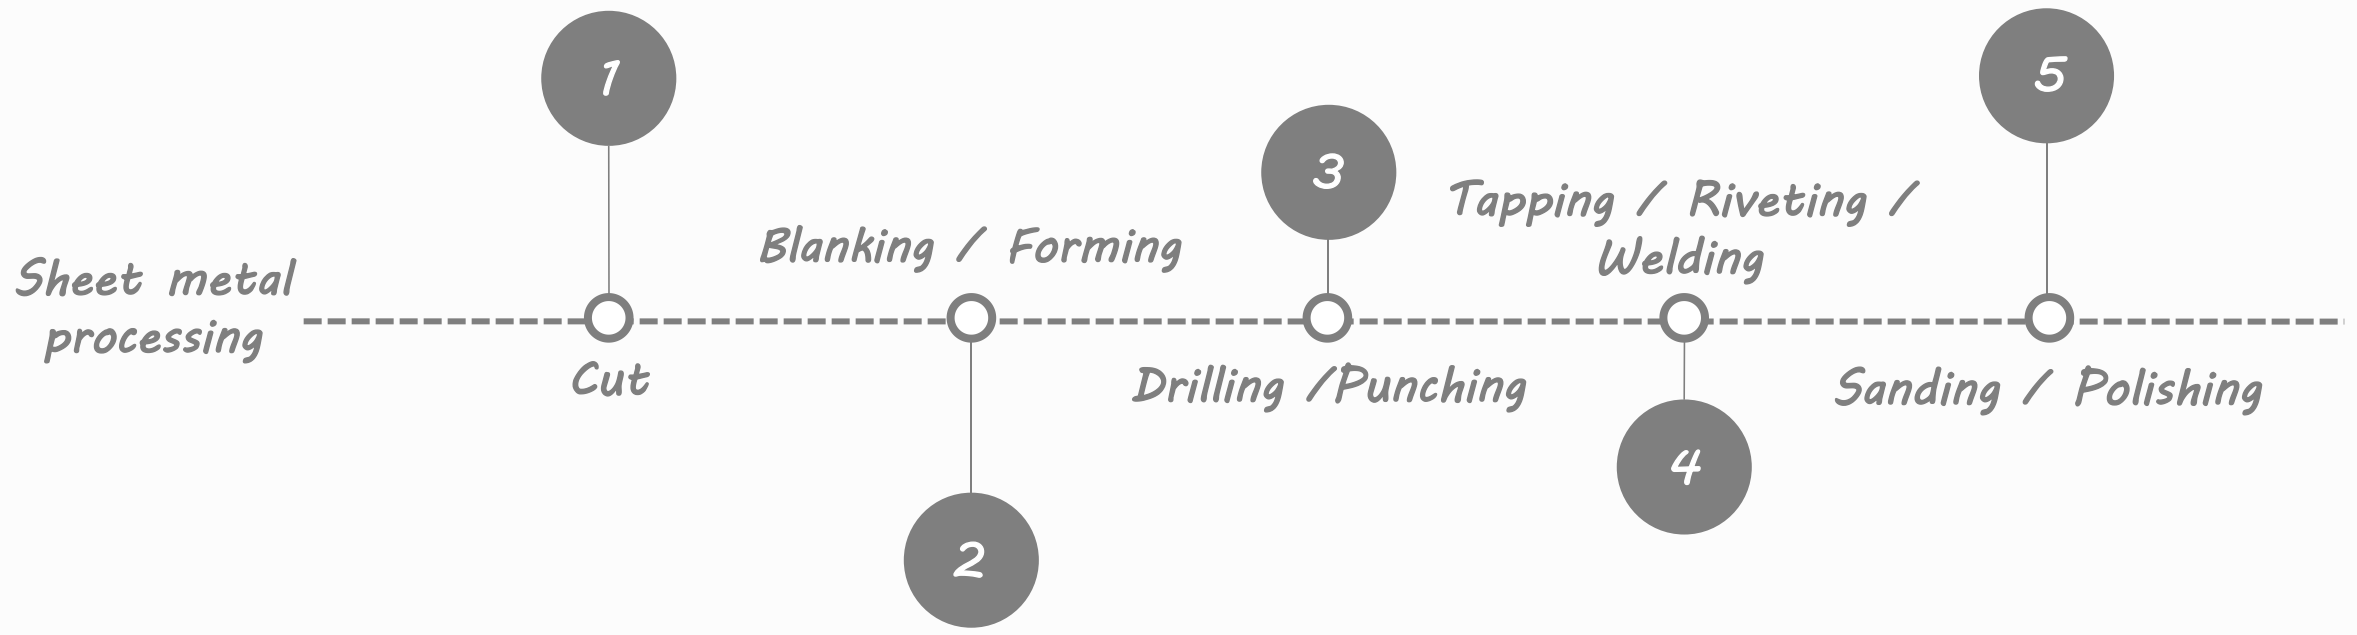 Sheet metal
processing
1
Cut
Blanking / Forming
2
3
Drilling /Punching
Tapping / Riveting /
Welding
4
5
Sanding / Polishing